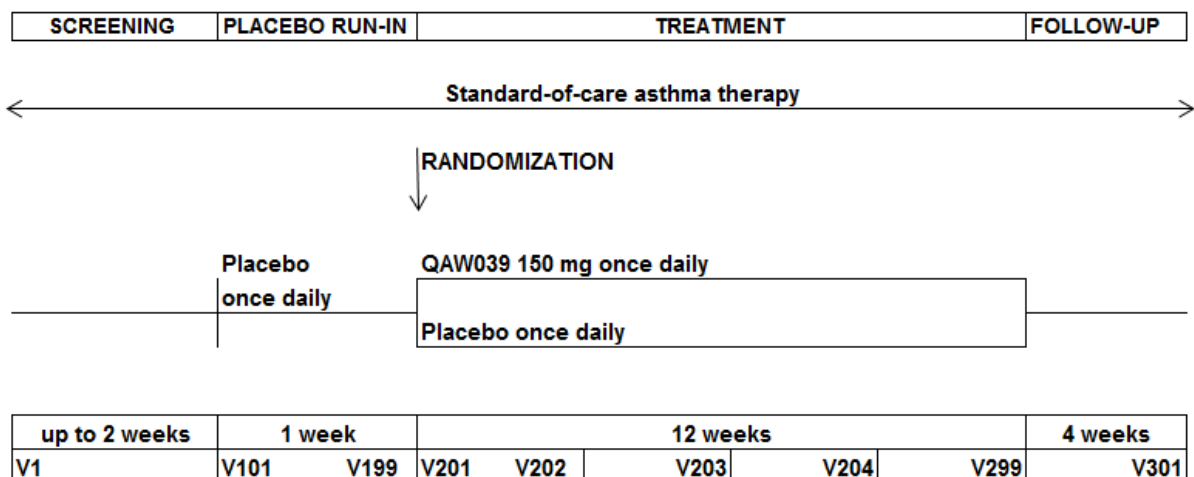 SCREENING PLACEBO RUN-IN TREATMENT FOLLOW-UP
Standard-of-care asthma therapy
RANDOMIZATION
Placebo QAW039 150 mg once daily
once daily
Placebo once daily
up to 2 weeks 1 week 12 weeks 4 weeks
V1 V101 V199 V201 V202 V203 V204 V299 V301